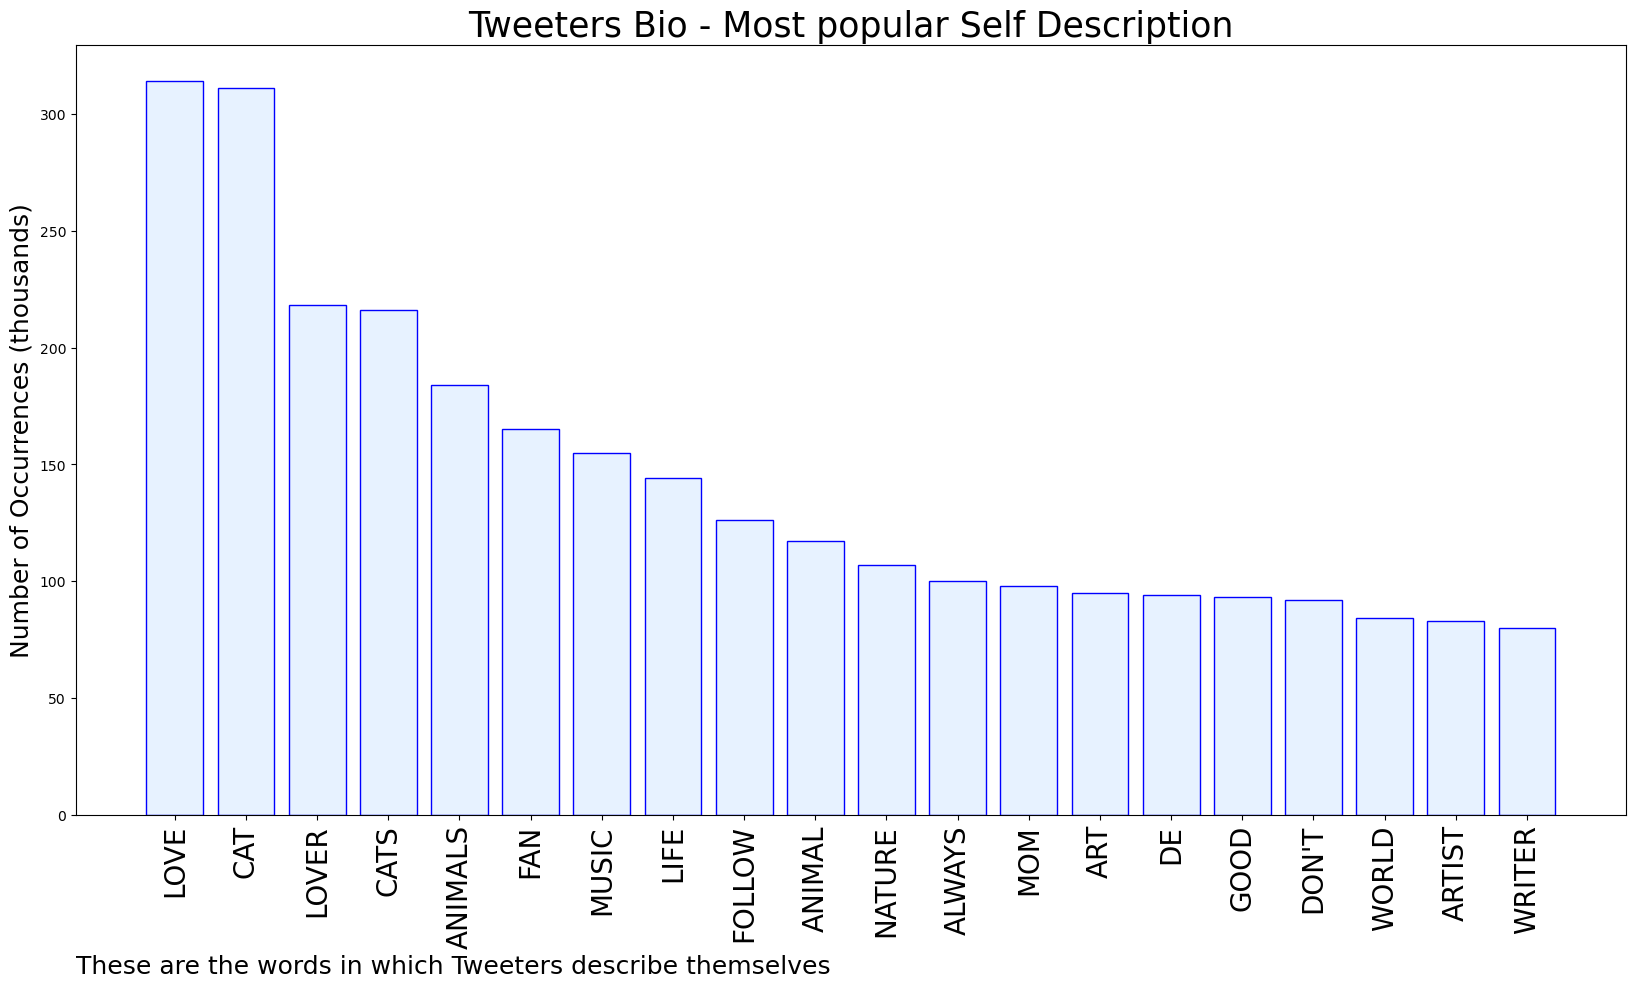 Tweeters Bio - Most popular Self Description
Number of Occurrences (thousands)
300
250
200
150
100
50
0
LOVE
CAT
LOVER
CATS
ANIMALS
FAN
MUSIC
LIFE
FOLLOW
ANIMAL
NATURE
ALWAYS
MOM
ART
DE
GOOD
DON'T
WORLD
ARTIST
WRITER
These are the words in which Tweeters describe themselves